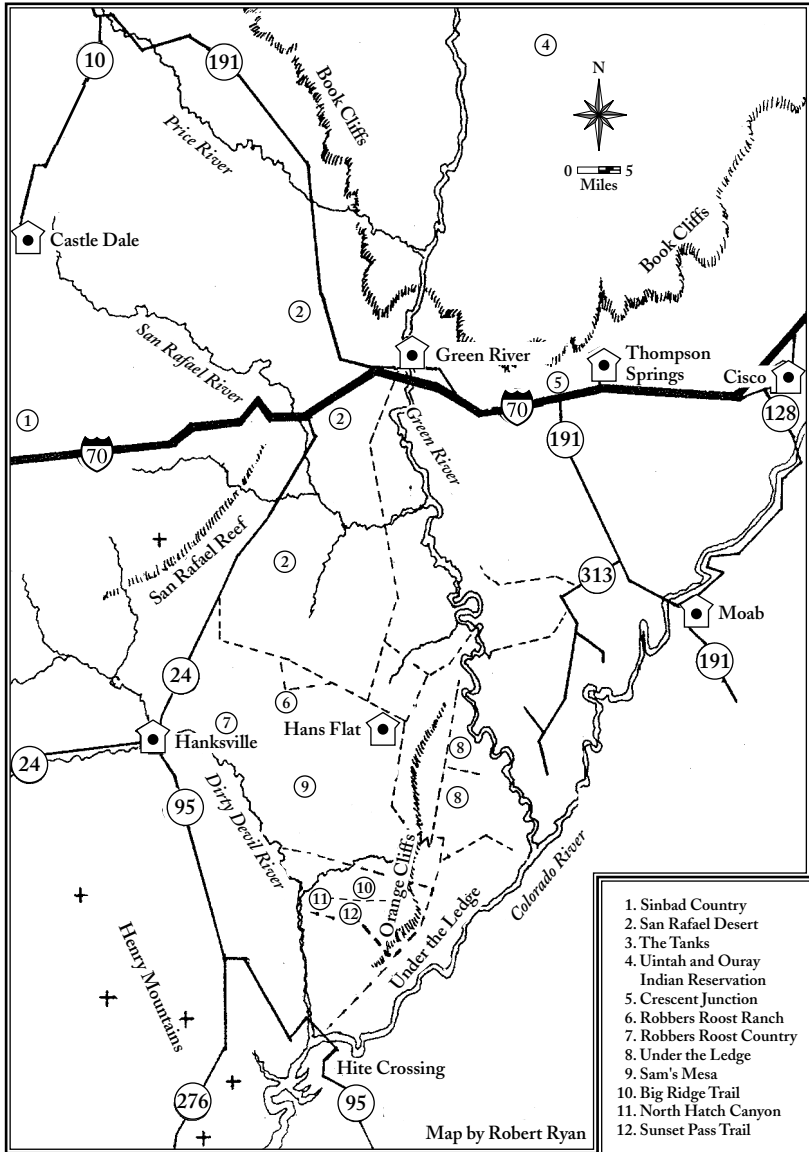 10
191
4
Book Cliffs
N
0 5
Miles
Price River
Castle Dale
Book Cliffs
2
San Rafael River
Green River
Thompson
Springs
Cisco
1
2
5
70
70
128
191
Green River
San Rafael Reef
2
313
Moab
191
24
6
7
Hans Flat
8
Hanksville
24
9
8
95
Dirty Devil River
Orange Cliffs
Colorado River
10
11
12
Under the Ledge
Henry Mountains
Hite Crossing
276
95
Map by Robert Ryan
1. Sinbad Country
2. San Rafael Desert
3. The Tanks
4. Uintah and Ouray
Indian Reservation
5. Crescent Junction
6. Robbers Roost Ranch
7. Robbers Roost Country
8. Under the Ledge
9. Sam's Mesa
10. Big Ridge Trail
11. North Hatch Canyon
12. Sunset Pass Trail